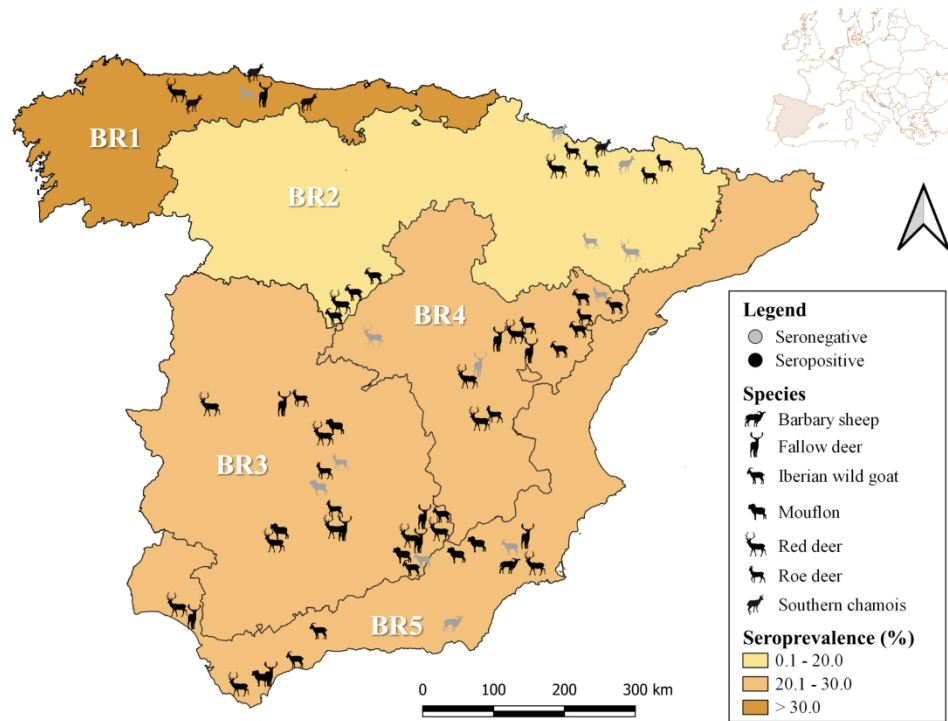 BR1
BR2
BR4
BR3
BR5
Legend
Seronegative
Seropositive
Species
Barbary sheep
Fallow deer
Iberian wild goat
Mouflon
Red deer
Roe deer
Southern chamois
Seroprevalence (%)
0.1 - 20.0
20.1 - 30.0
> 30.0
0 100 200 300 km